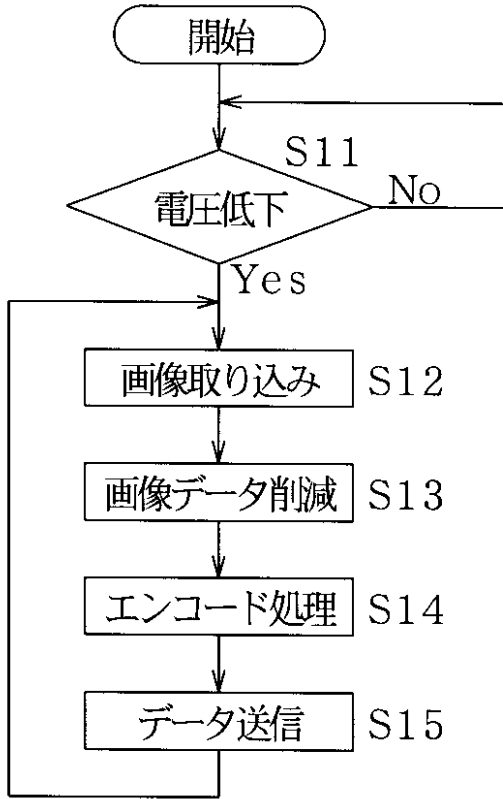 開始
S11
電圧低下
No
Yes
画像取り込み
S12
画像データ削減
S13
エンコード処理
S14
データ送信
S15